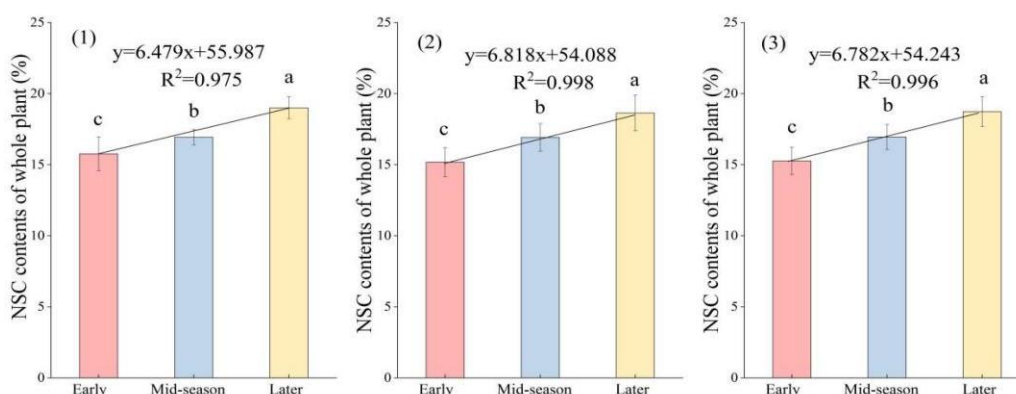 (1)
y=6.479x+55.987
R²=0.975
NSC contents of whole plant (%)
25
20
15
10
5
0
c
b
a
Early
Mid-season
Later
(2)
y=6.818x+54.088
R²=0.998
NSC contents of whole plant (%)
25
20
15
10
5
0
c
b
a
Early
Mid-season
Later
(3)
y=6.782x+54.243
R²=0.996
NSC contents of whole plant (%)
25
20
15
10
5
0
c
b
a
Early
Mid-season
Later